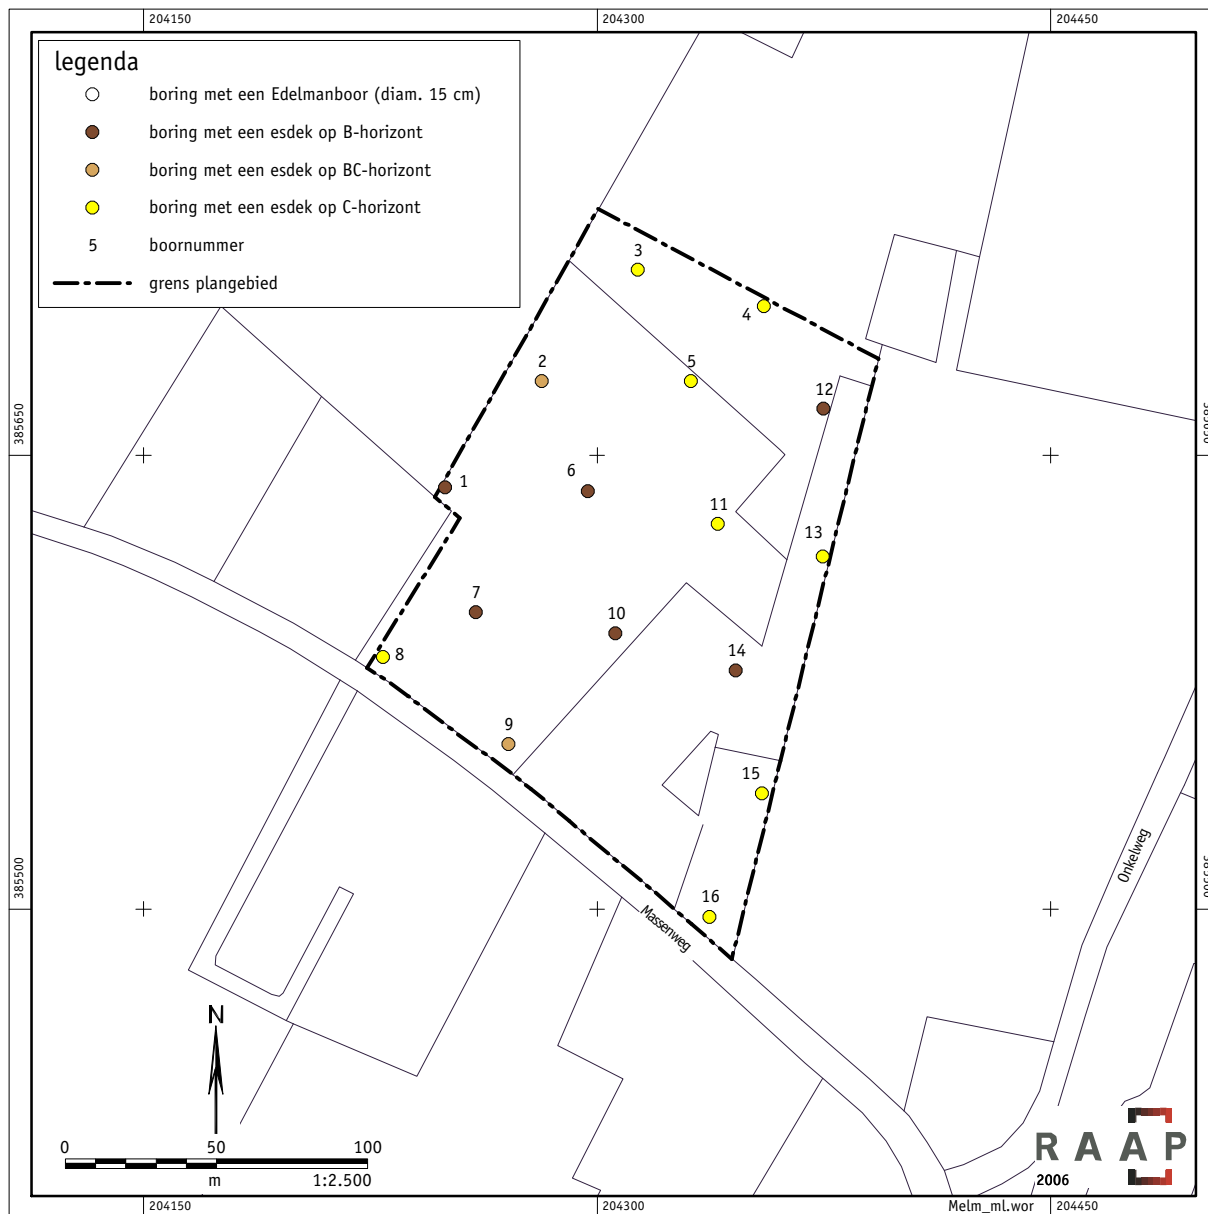 204150
204300
204450
legenda
boring met een Edelmanboor (diam. 15 cm)
boring met een esdek op B-horizont
boring met een esdek op BC-horizont
boring met een esdek op C-horizont
5 boornummer
grens plangebied
3
4
2
5
12
385650
385650
1
6
11
13
7
10
8
14
9
15
Onkelweg
385500
385500
16
Massenweg
N
0 50 100
m 1:2.500
RAAP
2006
Melm_ml.wor
204150
204300
204450